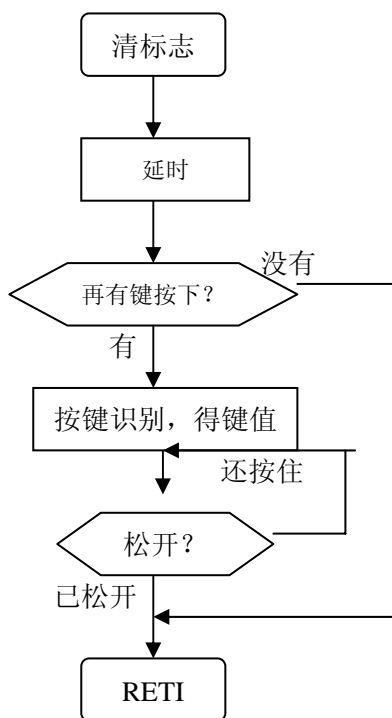 清标志
延时
没有
再有键按下？
有
按键识别，得键值
还按住
松开？
已松开
RETI